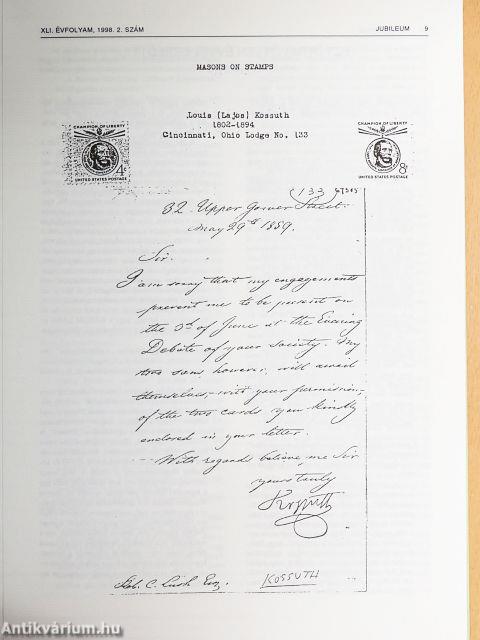 XLI. ÉVFOLYAM, 1998. 2. SZÁM JUBILEUM 9
MASONS ON STAMPS
Louis (Lajos) Kossuth
1802-1894
Cincinnati, Ohio Lodge No. 133
CHAMPION OF LIBERTY
4¢
UNITED STATES POSTAGE
CHAMPION OF LIBERTY
8¢
UNITED STATES POSTAGE
(133
32 Upper Gower Street.
May 29th 1859.
Sir.
I am sorry that my engagements
prevent me to be present on
the 3d of June at the Evening
Debate of your Society. My
two sons however, will avail
themselves, with your permission,
of the two cards you kindly
enclosed in your letter.
With regards believe me Sir
yours truly
Kossuth
C. Lush Esq.
KOSSUTH
Antikvárium.hu